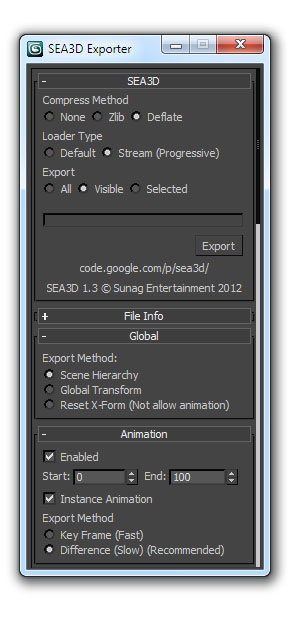 SEA3D Exporter
- SEA3D
Compress Method
None Zlib Deflate
Loader Type
Default Stream (Progressive)
Export
All Visible Selected
Export
code.google.com/p/sea3d/
SEA3D 1.3 © Sunag Entertainment 2012
+ File Info
- Global
Export Method:
Scene Hierarchy
Global Transform
Reset X-Form (Not allow animation)
- Animation
Enabled
Start: 0 End: 100
Instance Animation
Export Method
Key Frame (Fast)
Difference (Slow) (Recommended)